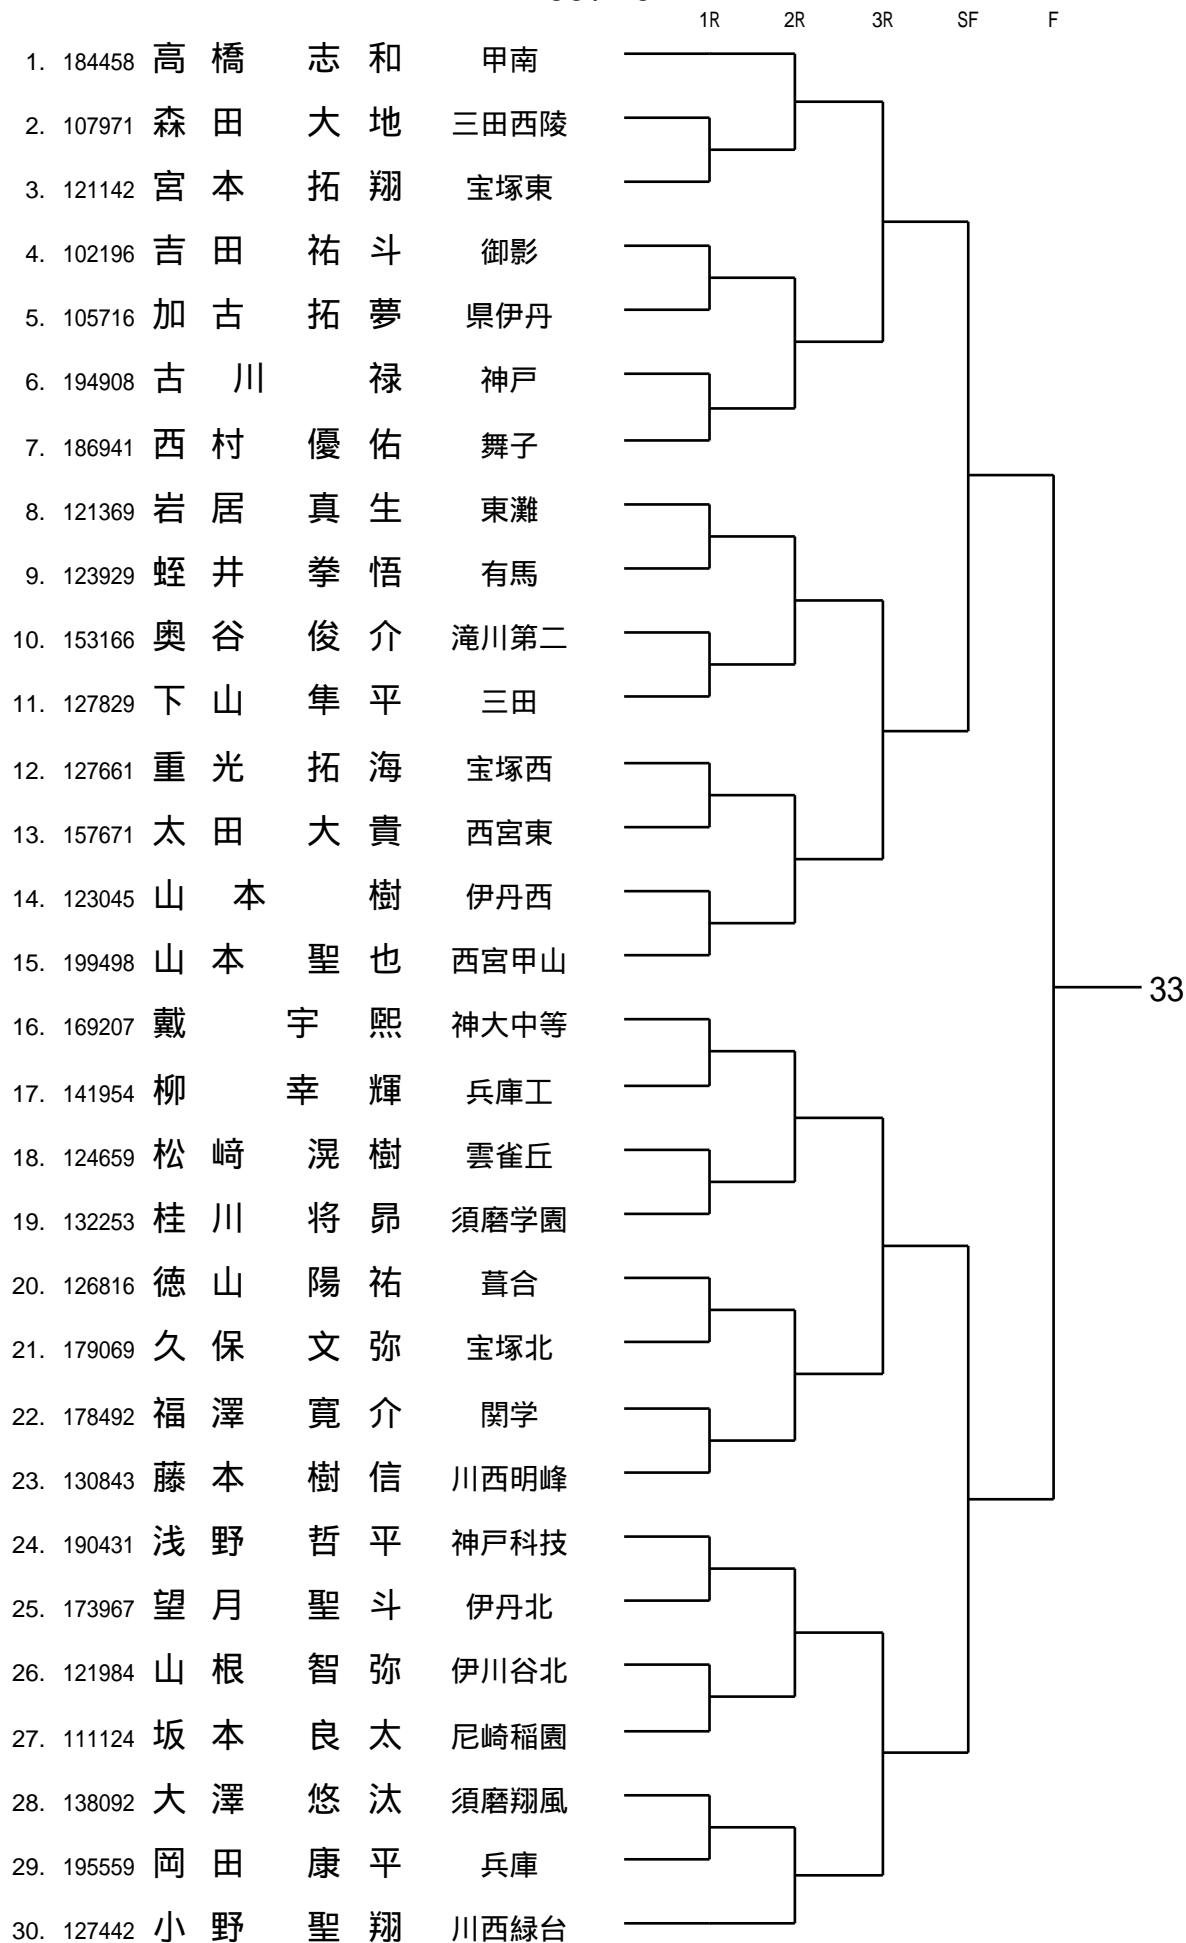 1R 2R 3R SF F
1. 184458 高橋 志和 甲南
2. 107971 森田 大地 三田西陵
3. 121142 宮本 拓翔 宝塚東
4. 102196 吉田 祐斗 御影
5. 105716 加古 拓夢 県伊丹
6. 194908 古川 禄 神戸
7. 186941 西村 優佑 舞子
8. 121369 岩居 真生 東灘
9. 123929 蛭井 拳悟 有馬
10. 153166 奥谷 俊介 滝川第二
11. 127829 下山 隼平 三田
12. 127661 重光 拓海 宝塚西
13. 157671 太田 大貴 西宮東
14. 123045 山本 樹 伊丹西
15. 199498 山本 聖也 西宮甲山
33
16. 169207 戴 宇熙 神大中等
17. 141954 柳 幸輝 兵庫工
18. 124659 松﨑 滉樹 雲雀丘
19. 132253 桂川 将昴 須磨学園
20. 126816 徳山 陽祐 葺合
21. 179069 久保 文弥 宝塚北
22. 178492 福澤 寛介 関学
23. 130843 藤本 樹信 川西明峰
24. 190431 浅野 哲平 神戸科技
25. 173967 望月 聖斗 伊丹北
26. 121984 山根 智弥 伊川谷北
27. 111124 坂本 良太 尼崎稲園
28. 138092 大澤 悠汰 須磨翔風
29. 195559 岡田 康平 兵庫
30. 127442 小野 聖翔 川西緑台